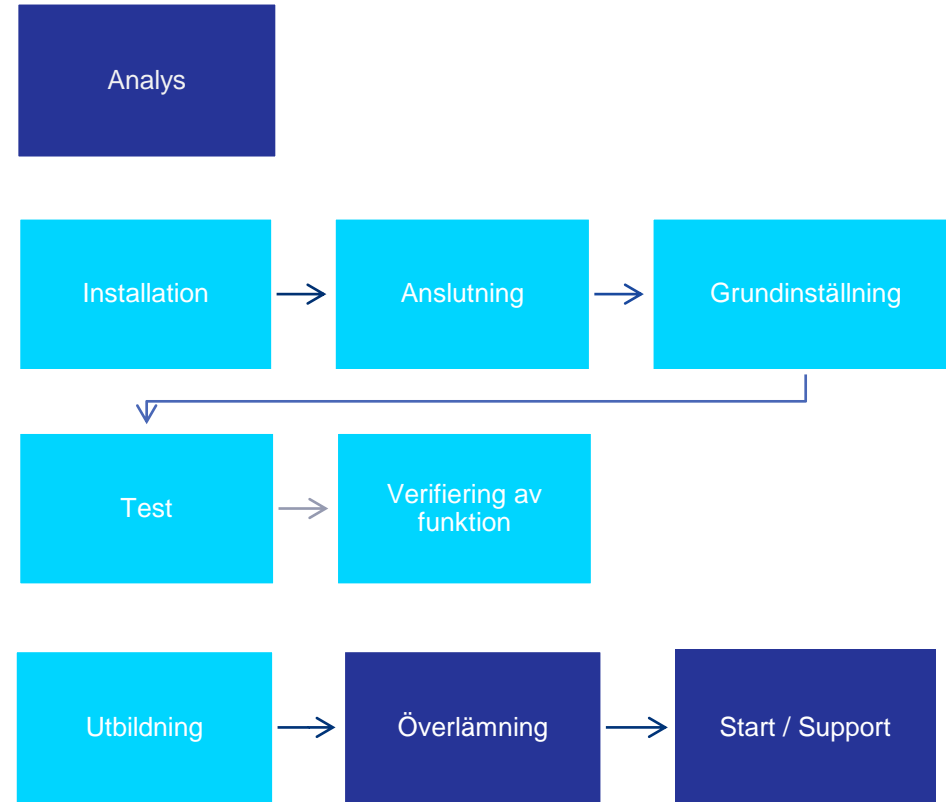 Analys
Installation
Anslutning
Grundinställning
Test
Verifiering av
funktion
Utbildning
Överlämning
Start / Support